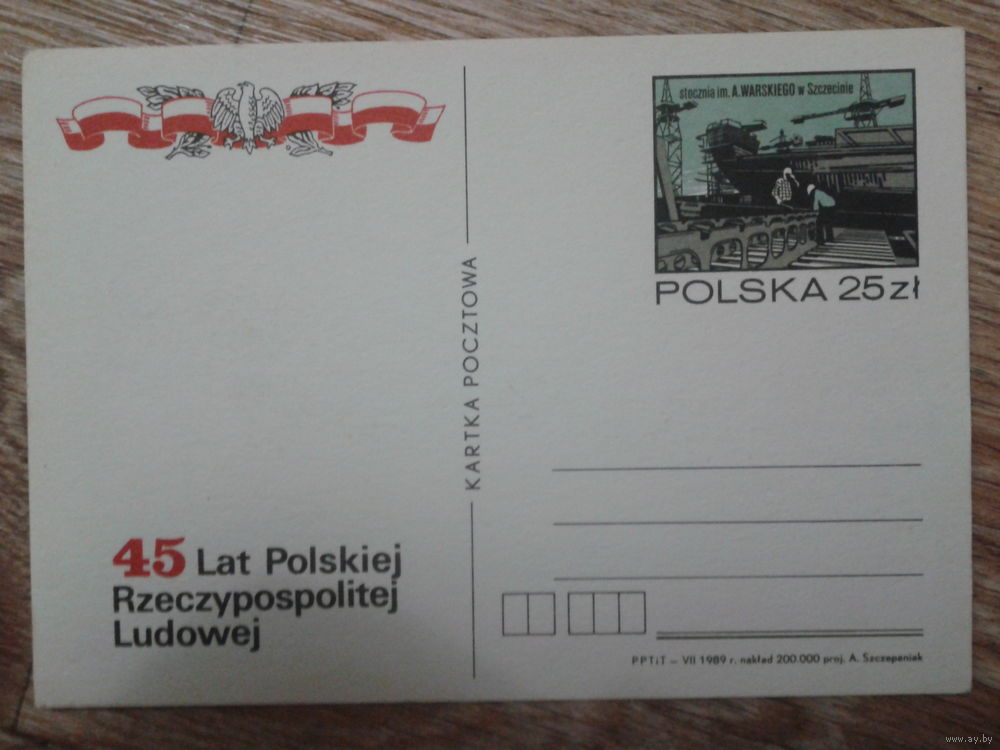 stocznia im. A.WARSKIEGO w Szczecinie
POLSKA 25zł
KARTKA POCZTOWA
45 Lat Polskiej
Rzeczypospolitej
Ludowej
PPTiT — VII 1989 r. nakład 200.000 proj. A. Szczepaniak
www.ay.by